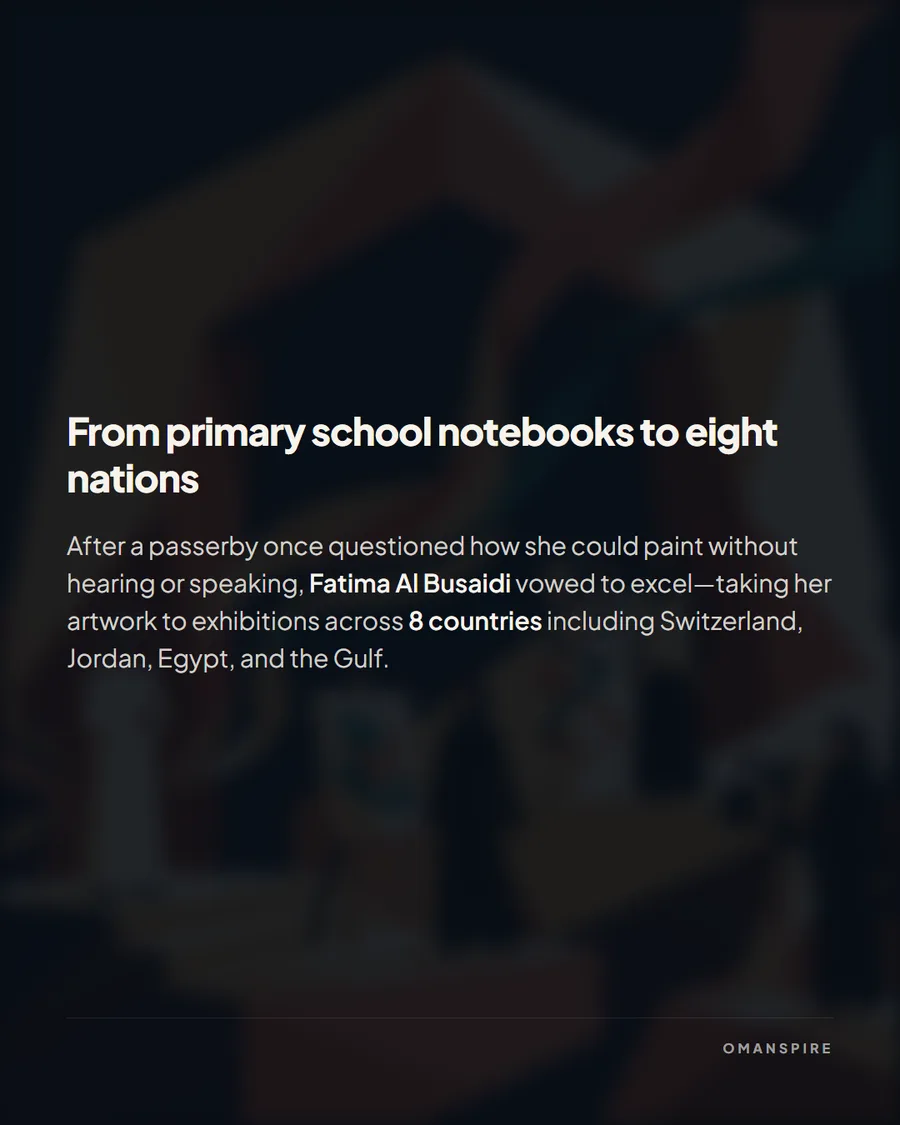 From primary school notebooks to eight
nations
After a passerby once questioned how she could paint without
hearing or speaking, Fatima Al Busaidi vowed to excel—taking her
artwork to exhibitions across 8 countries including Switzerland,
Jordan, Egypt, and the Gulf.
OMANSPIRE